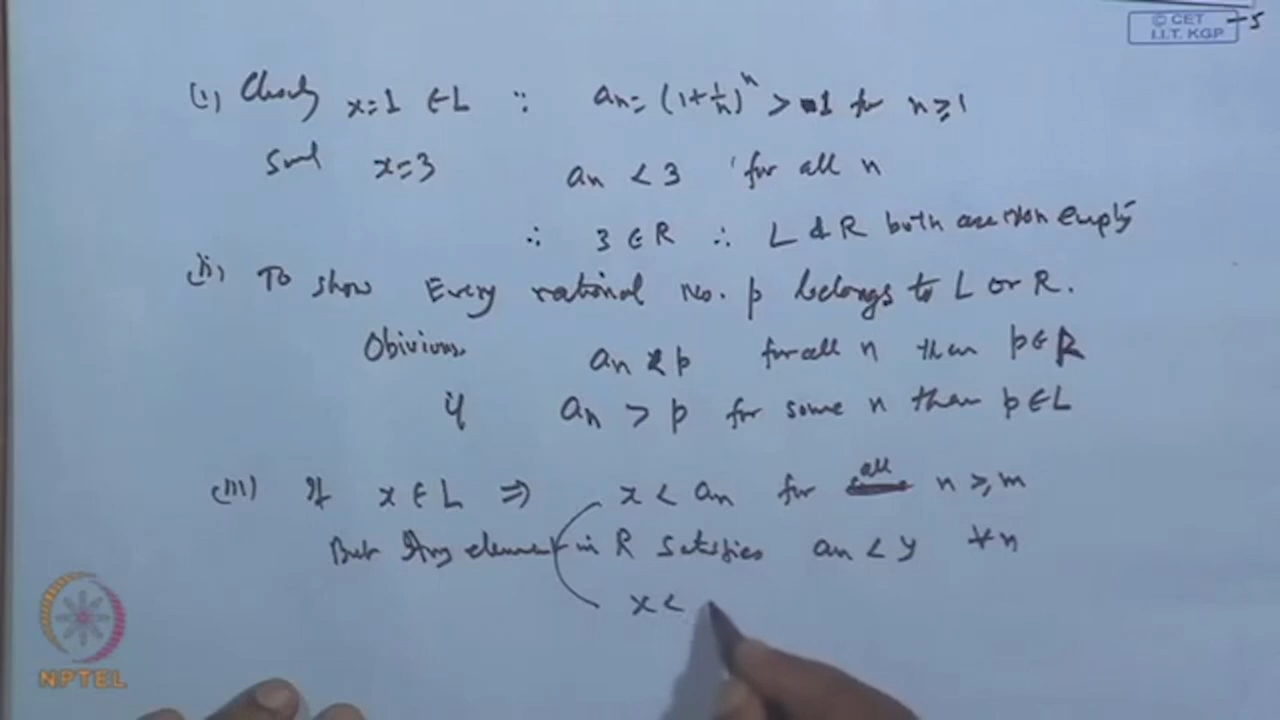 © CET
I.I.T. KGP
-5
(i) Clearly x=1 ∈ L ∵ an = (1+1/n)^n > 1 for n ≥ 1
x=3 an < 3 for all n
∴ 3 ∈ R ∴ L & R both are non empty
(ii) To show Every rational No. p belongs to L or R.
Obvious an < p for all n then p ∈ R
if an > p for some n then p ∈ L
(iii) If x ∈ L ⇒ x < an for all n ≥ m
But Any element in R satisfies an < y ∀n
x <
NPTEL